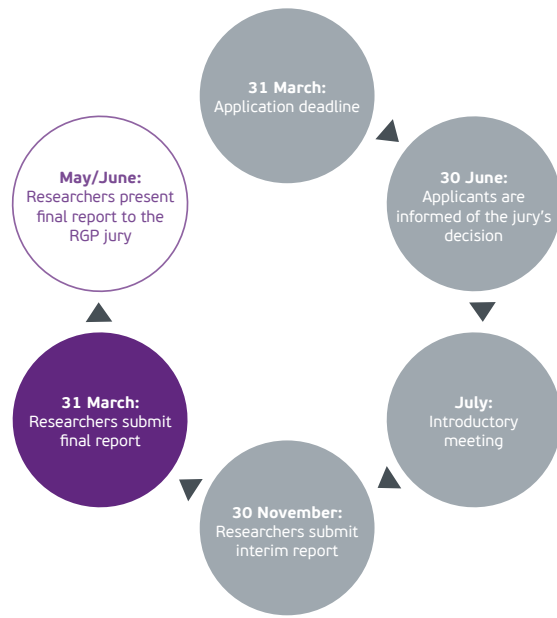 31 March:
Application deadline
30 June:
Applicants are
informed of the jury's
decision
July:
Introductory
meeting
30 November:
Researchers submit
interim report
31 March:
Researchers submit
final report
May/June:
Researchers present
final report to the
RGP jury